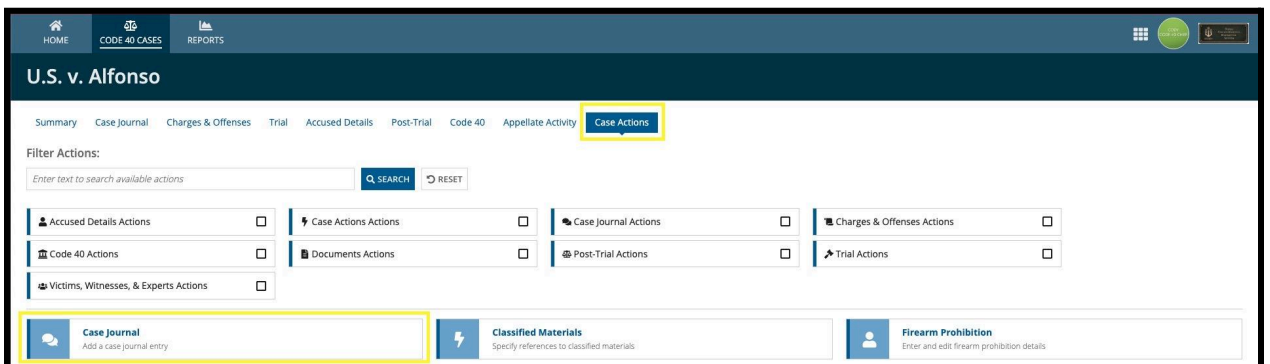 HOME
CODE 40 CASES
REPORTS
U.S. v. Alfonso
Summary Case Journal Charges & Offenses Trial Accused Details Post-Trial Code 40 Appellate Activity Case Actions
Filter Actions:
Enter text to search available actions
SEARCH
RESET
Accused Details Actions
Case Actions Actions
Case Journal Actions
Charges & Offenses Actions
Code 40 Actions
Documents Actions
Post-Trial Actions
Trial Actions
Victims, Witnesses, & Experts Actions
Case Journal
Add a case journal entry
Classified Materials
Specify references to classified materials
Firearm Prohibition
Enter and edit firearm prohibition details